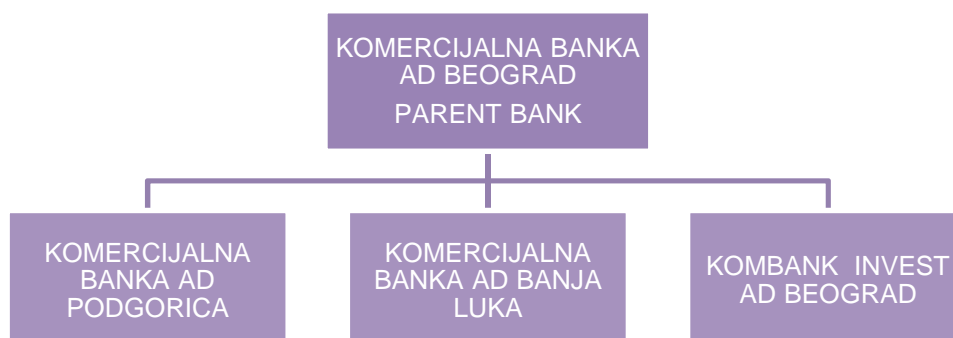 KOMERCIJALNA BANKA
AD BEOGRAD
PARENT BANK
KOMERCIJALNA
BANKA AD
PODGORICA
KOMERCIJALNA
BANKA AD BANJA
LUKA
KOMBANK INVEST
AD BEOGRAD